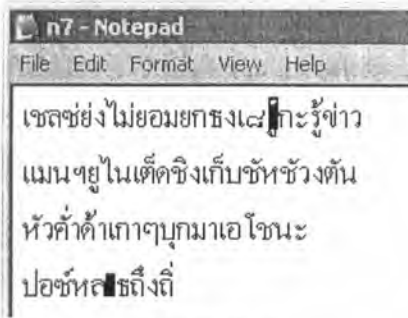 n7 - Notepad
File Edit Format View Help
เชลซ่ย่งไม่ยอมยกธงเ๘ กะรู้ข่าว
แมนฯยูไนเต็ดชิงเก็บชัหชัวงตัน
หัวค่ำด้าเกาๆบุกมาเอโชนะ
ปอซ์หล ธถึงถิ่